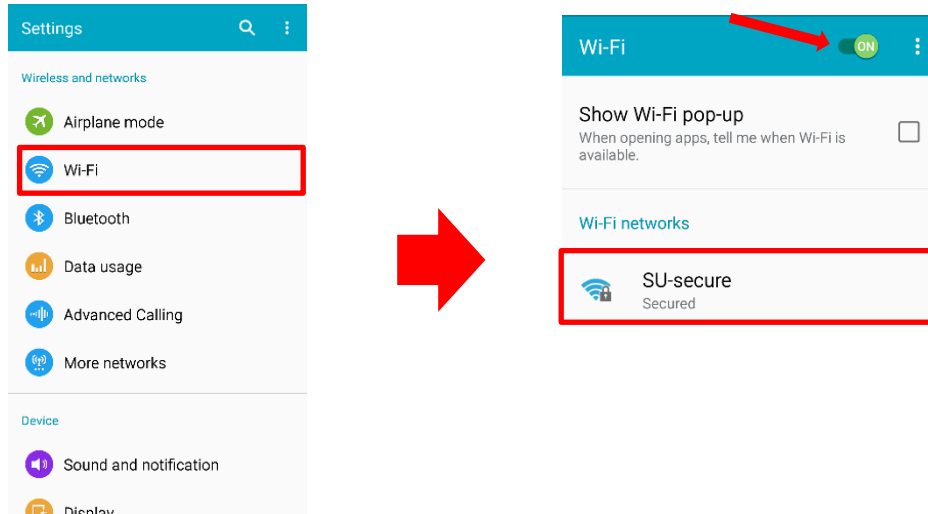 Settings
Wireless and networks
Airplane mode
Wi-Fi
Bluetooth
Data usage
Advanced Calling
More networks
Device
Sound and notification
Display
Wi-Fi
ON
Show Wi-Fi pop-up
When opening apps, tell me when Wi-Fi is
available.
Wi-Fi networks
SU-secure
Secured